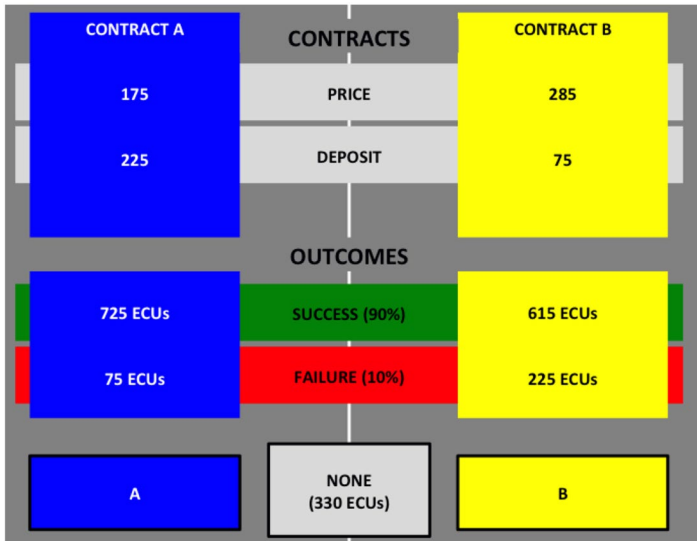 CONTRACT A
CONTRACTS
CONTRACT B
175
PRICE
285
225
DEPOSIT
75
OUTCOMES
725 ECUs
SUCCESS (90%)
615 ECUs
75 ECUs
FAILURE (10%)
225 ECUs
A
NONE
(330 ECUs)
B